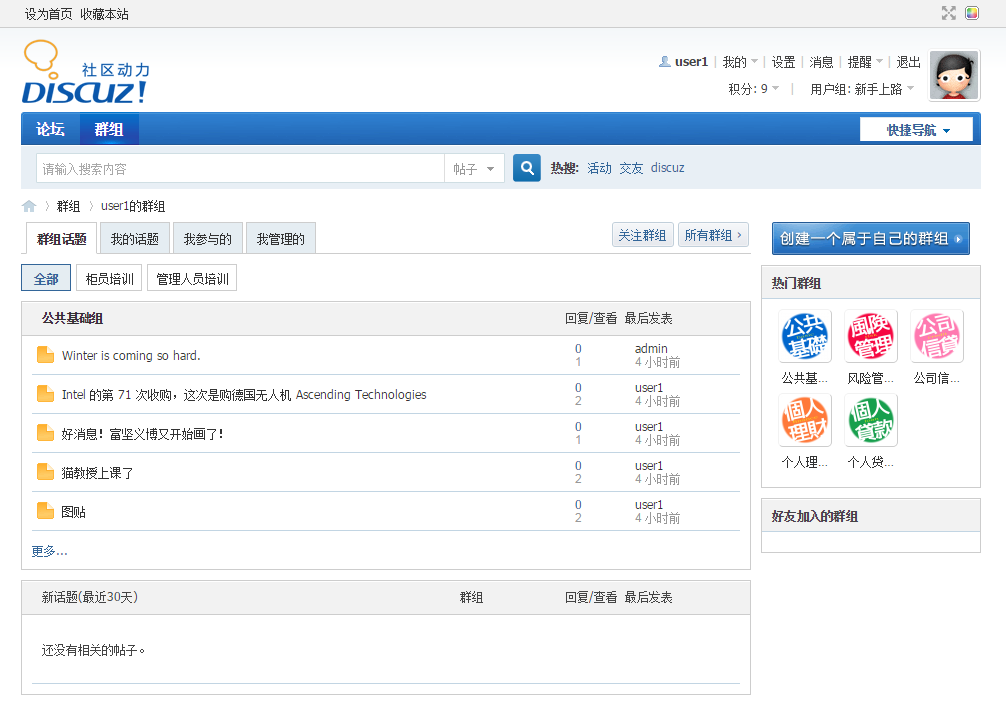 设为首页 收藏本站
社区动力
DISCUZ!
user1 | 我的 | 设置 | 消息 | 提醒 | 退出
积分: 9 | 用户组: 新手上路
论坛 群组 快捷导航
请输入搜索内容 帖子 热搜: 活动 交友 discuz
群组 〉 user1的群组
群组话题 我的话题 我参与的 我管理的 关注群组 所有群组 ›
创建一个属于自己的群组
全部 柜员培训 管理人员培训
公共基础组 回复/查看 最后发表
Winter is coming so hard. 0 admin
1 4 小时前
Intel 的第 71 次收购，这次是购德国无人机 Ascending Technologies 0 user1
2 4 小时前
好消息！富坚义博又开始画了! 0 user1
1 4 小时前
猫教授上课了 0 user1
2 4 小时前
图贴 0 user1
2 4 小时前
更多...
新话题(最近30天) 群组 回复/查看 最后发表
还没有相关的帖子。
热门群组
公共基礎 風険管理 公司信貸
公共基... 风险管... 公司信...
個人理財 個人貸款
个人理... 个人贷...
好友加入的群组